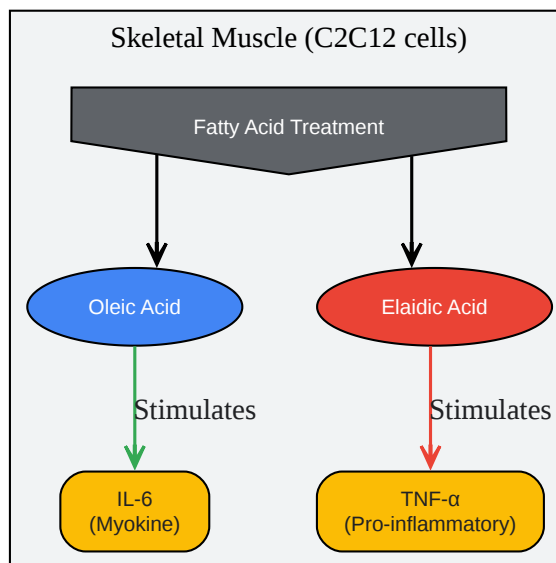 Skeletal Muscle (C2C12 cells)
Fatty Acid Treatment
Oleic Acid
Elaidic Acid
Stimulates
Stimulates
IL-6
(Myokine)
TNF-α
(Pro-inflammatory)